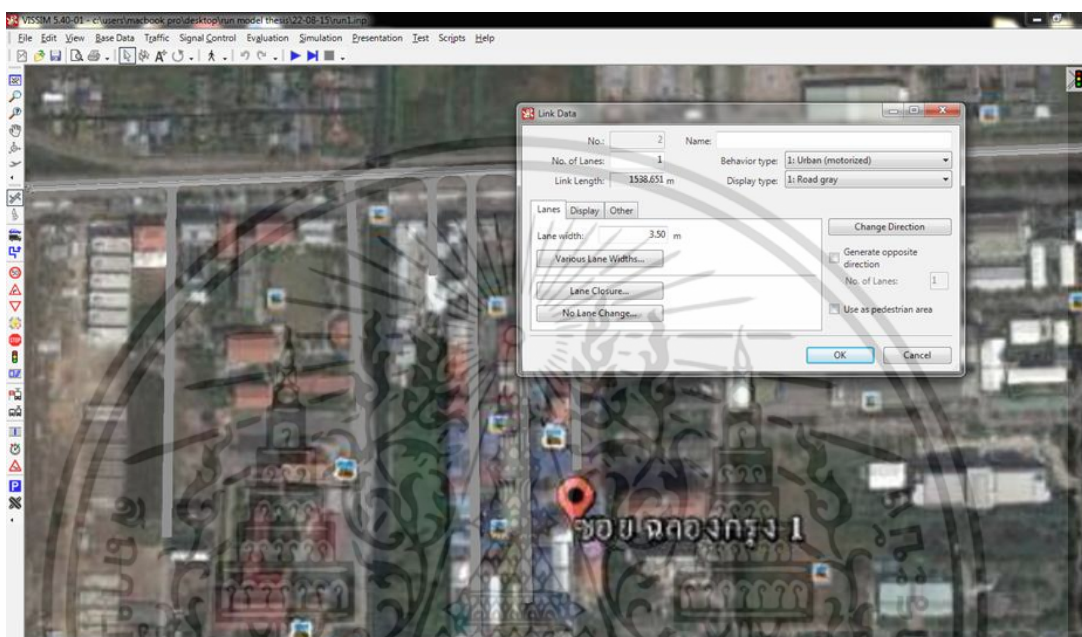 VISSIM 5.40-01 - c:\users\macbook pro\desktop\run model thesis\22-08-15\run1.inp
File Edit View Base Data Traffic Signal Control Evaluation Simulation Presentation Test Scripts Help
Link Data
No.: 2 Name:
No. of Lanes: 1 Behavior type: 1: Urban (motorized)
Link Length: 1538.651 m Display type: 1: Road gray
Lanes Display Other
Change Direction
Lane width: 3.50 m
Various Lane Widths...
Generate opposite
direction
No. of Lanes: 1
Lane Closure...
No Lane Change...
Use as pedestrian area
OK Cancel
ซอย ฉลองกรุง 1